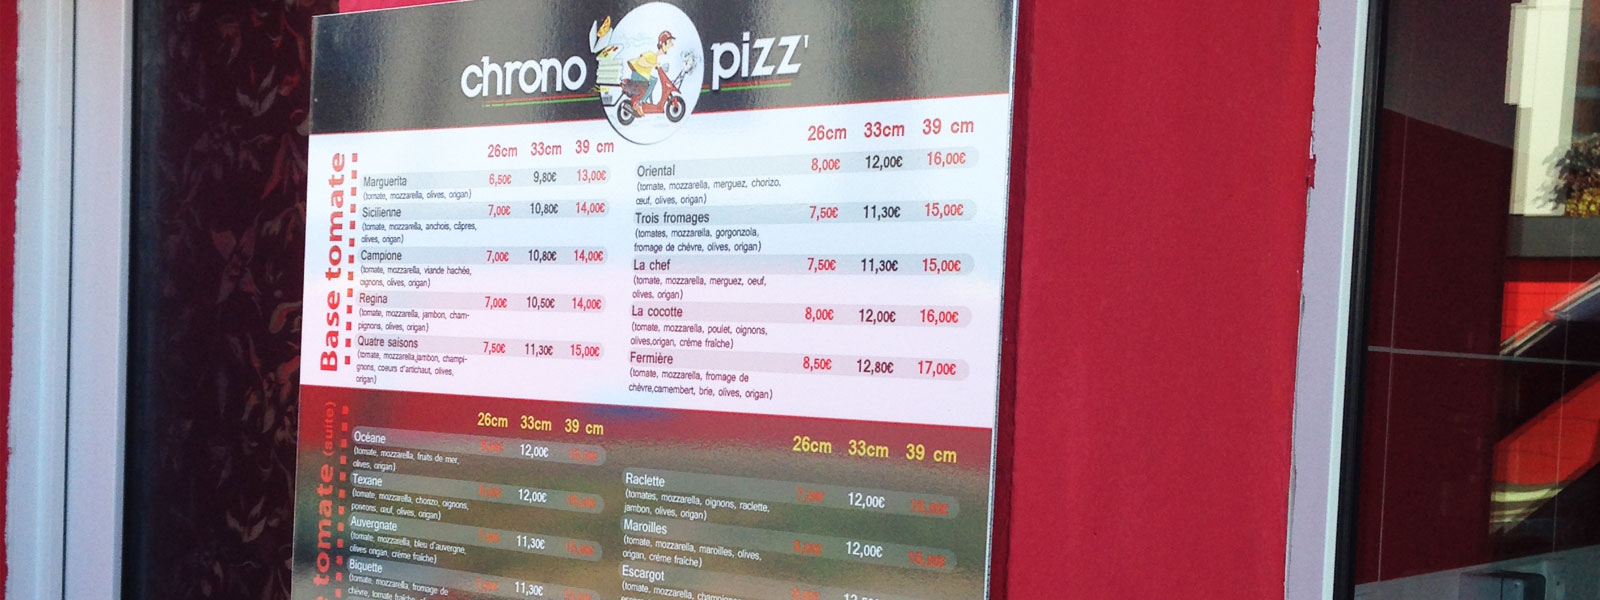 chrono pizz'
Base tomate
26cm 33cm 39 cm
Marguerita 6,50€ 9,80€ 13,00€
(tomate, mozzarella, olives, origan)
Sicilienne 7,00€ 10,80€ 14,00€
(tomate, mozzarella, anchois, câpres,
olives, origan)
Campione 7,00€ 10,80€ 14,00€
(tomate, mozzarella, viande hachée,
oignons, olives, origan)
Regina 7,00€ 10,50€ 14,00€
(tomate, mozzarella, jambon, cham-
pignons, olives, origan)
Quatre saisons 7,50€ 11,30€ 15,00€
(tomate, mozzarella,jambon, champi-
gnons, coeurs d'artichaut, olives,
origan)
26cm 33cm 39 cm
Oriental 8,00€ 12,00€ 16,00€
(tomate, mozzarella, merguez, chorizo,
œuf, olives, origan)
Trois fromages 7,50€ 11,30€ 15,00€
(tomates, mozzarella, gorgonzola,
fromage de chèvre, olives, origan)
La chef 7,50€ 11,30€ 15,00€
(tomate, mozzarella, merguez, oeuf,
olives, origan)
La cocotte 8,00€ 12,00€ 16,00€
(tomate, mozzarella, poulet, oignons,
olives,origan, crème fraîche)
Fermière 8,50€ 12,80€ 17,00€
(tomate, mozzarella, fromage de
chèvre,camembert, brie, olives, origan)
tomate (suite)
26cm 33cm 39 cm
Océane 12,00€
(tomate, mozzarella, fruits de mer,
olives, origan)
Texane 12,00€
(tomate, mozzarella, chorizo, oignons,
poivrons, œuf, olives, origan)
Auvergnate 11,30€
(tomate, mozzarella, bleu d'auvergne,
olives origan, crème fraîche)
Biquette 11,30€
(tomate, mozzarella, fromage de
chèvre, tomate fraîche,
26cm 33cm 39 cm
Raclette 12,00€
(tomates, mozzarella, oignons, raclette,
jambon, olives, origan)
Maroilles 12,00€
(tomate, mozzarella, maroilles, olives,
origan, crème fraîche)
Escargot
(tomate, mozzarella,